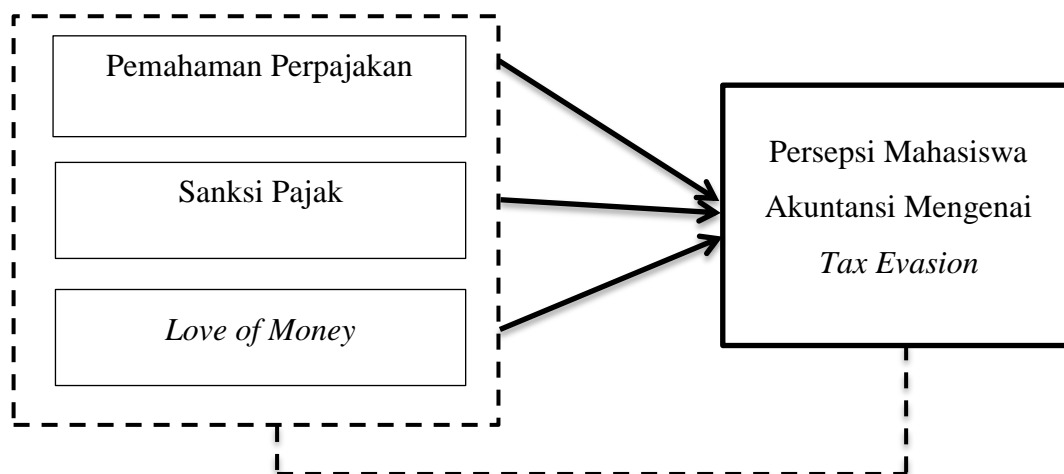 Pemahaman Perpajakan
Sanksi Pajak
Love of Money
Persepsi Mahasiswa
Akuntansi Mengenai
Tax Evasion